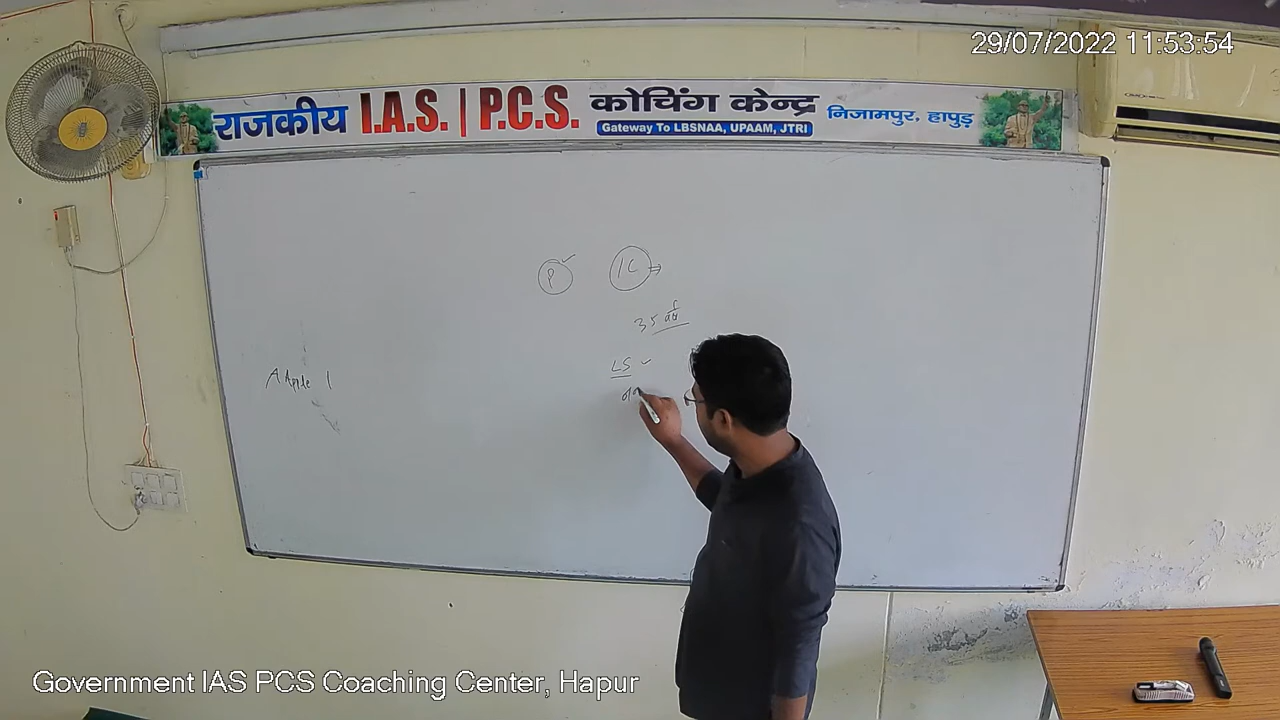 29/07/2022 11:53:54
राजकीय I.A.S. | P.C.S. कोचिंग केन्द्र निजामपुर, हापुड़
Gateway To LBSNAA, UPAAM, JTRI
P
IC
35 वर्ष
LS
Apple 1
Government IAS PCS Coaching Center, Hapur